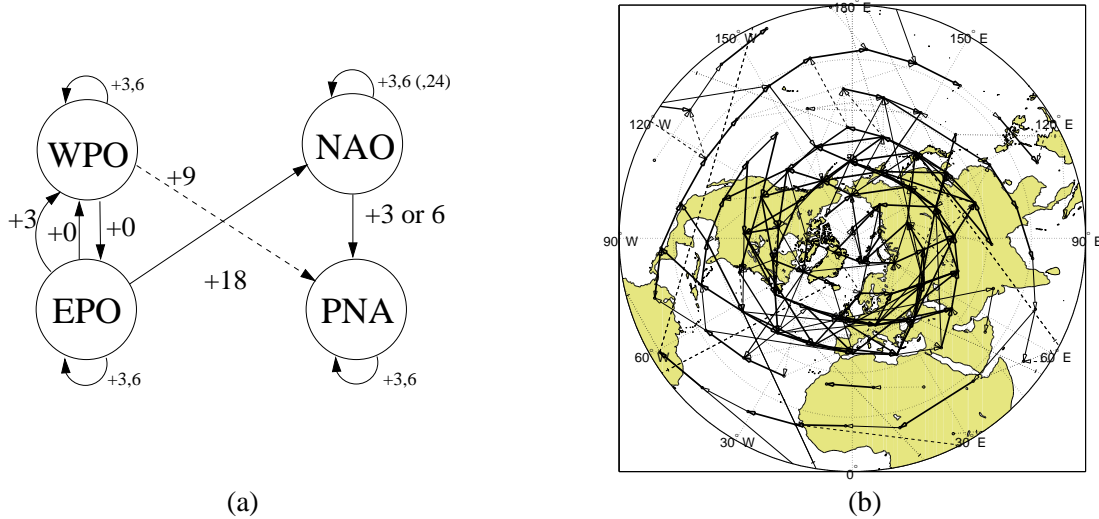 +3,6
+3,6 (,24)
WPO
NAO
+9
+3
+0
+0
+3 or 6
+18
EPO
PNA
+3,6
+3,6
(a)
180° E
150° W
150° E
120° W
120° E
90° W
90° E
60° W
60° E
30° W
30° E
0°
(b)